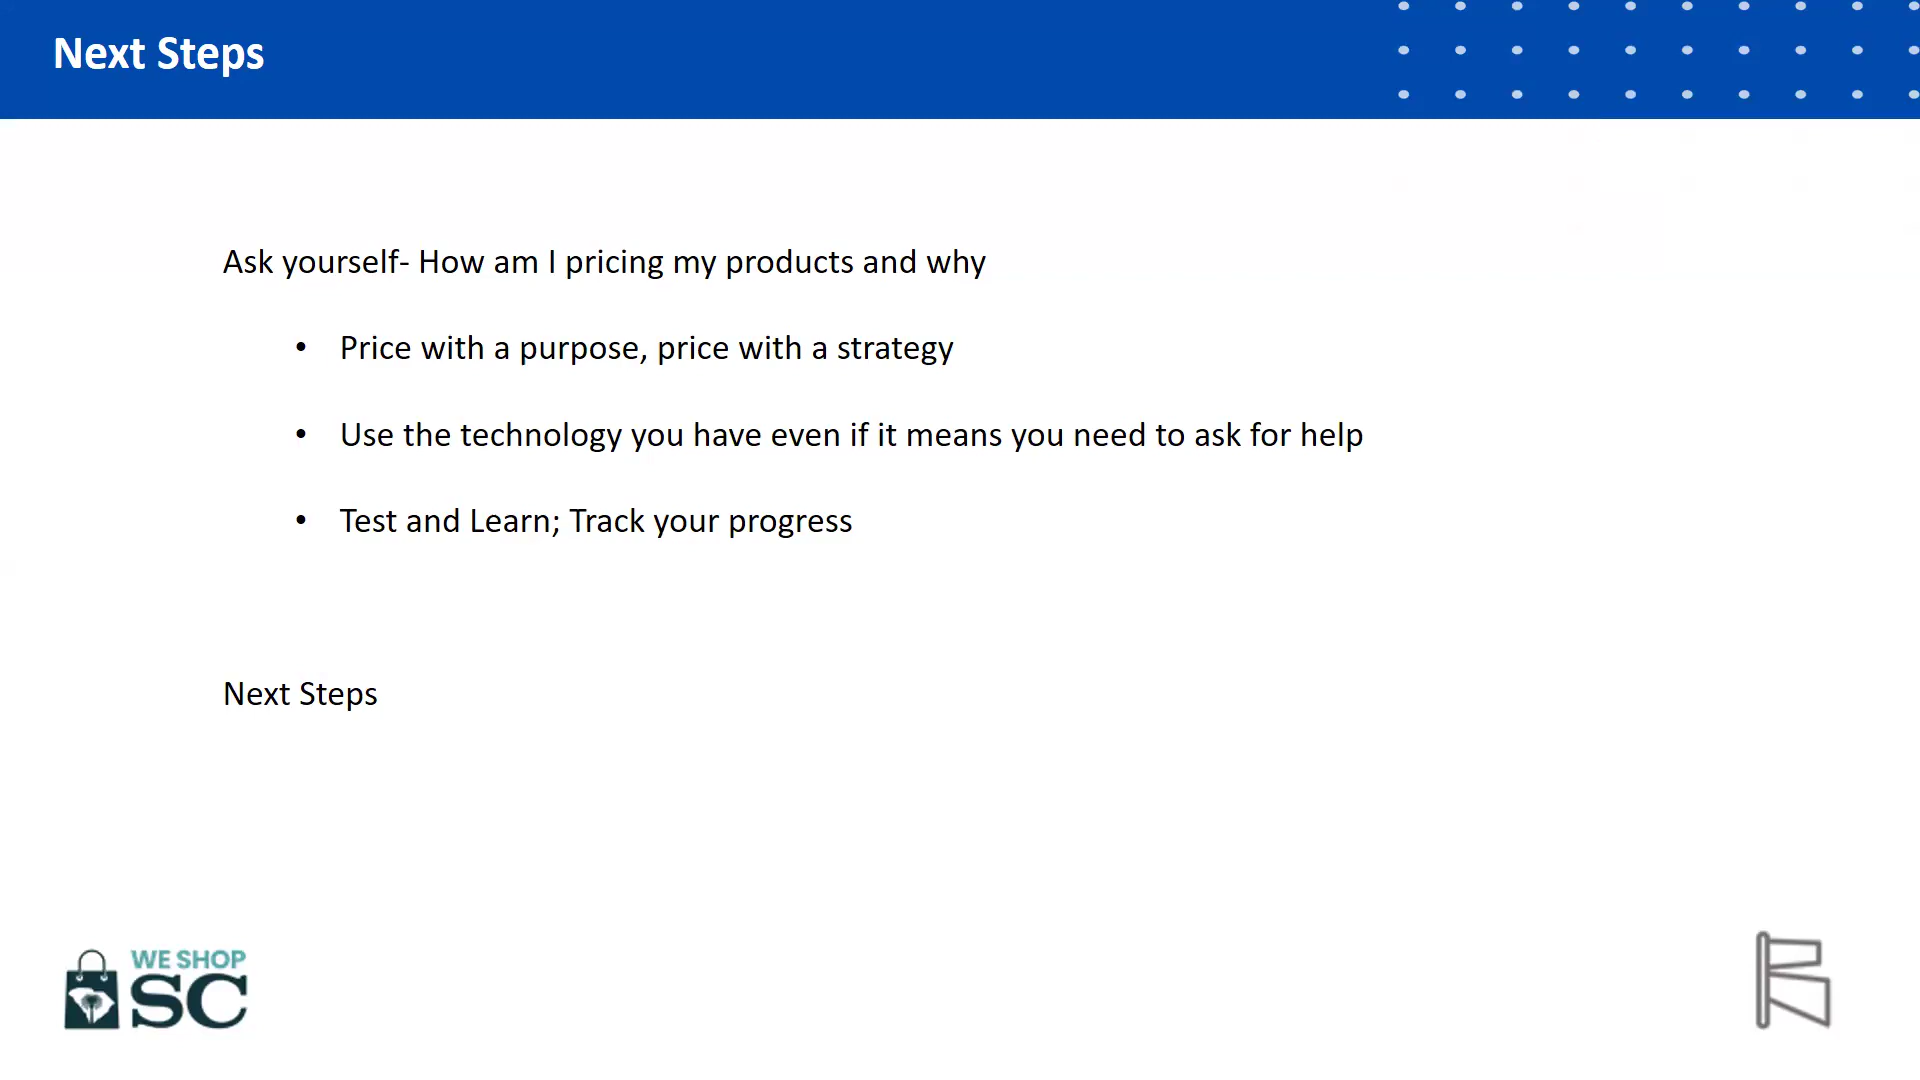 Next Steps
Ask yourself- How am I pricing my products and why
• Price with a purpose, price with a strategy
• Use the technology you have even if it means you need to ask for help
• Test and Learn; Track your progress
Next Steps
WE SHOP
SC